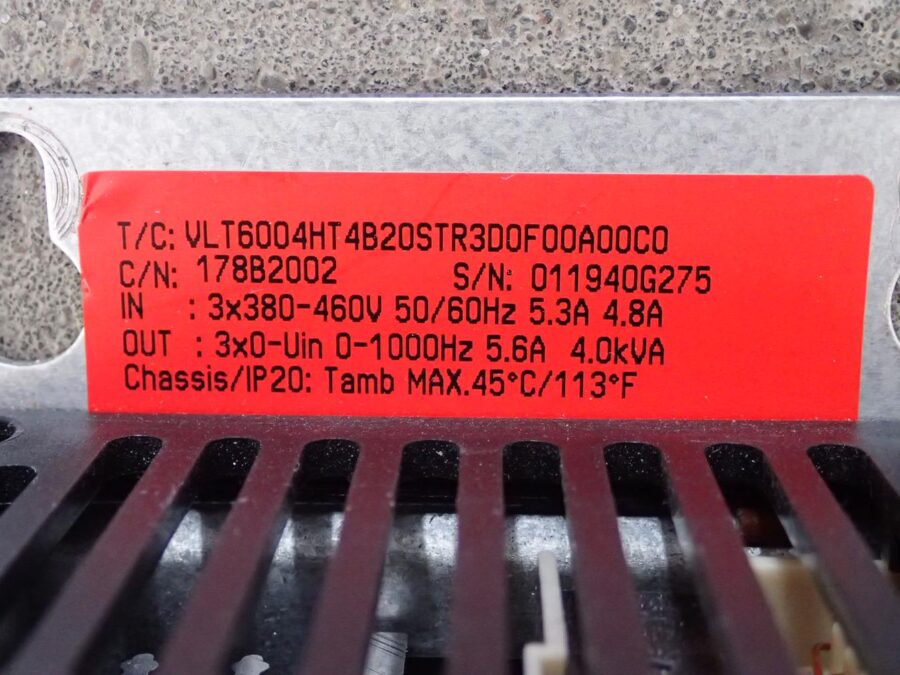 T/C: VLT6004HT4B20STR3D0F00A00C0
C/N: 178B2002 S/N: 011940G275
IN : 3x380-460V 50/60Hz 5.3A 4.8A
OUT : 3x0-Uin 0-1000Hz 5.6A 4.0kVA
Chassis/IP20: Tamb MAX.45°C/113°F